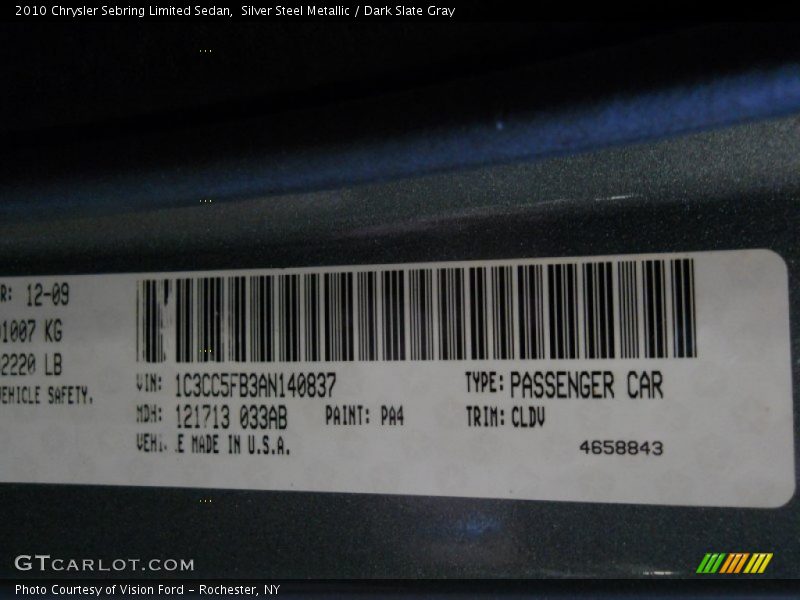 2010 Chrysler Sebring Limited Sedan, Silver Steel Metallic / Dark Slate Gray
R: 12-09
1007 KG
2220 LB
VEHICLE SAFETY.
VIN: 1C3CC5FB3AN140837 TYPE: PASSENGER CAR
MDH: 121713 033AB PAINT: PA4 TRIM: CLDV
MADE IN U.S.A.
4658843
GTCARLOT.COM
Photo Courtesy of Vision Ford - Rochester, NY